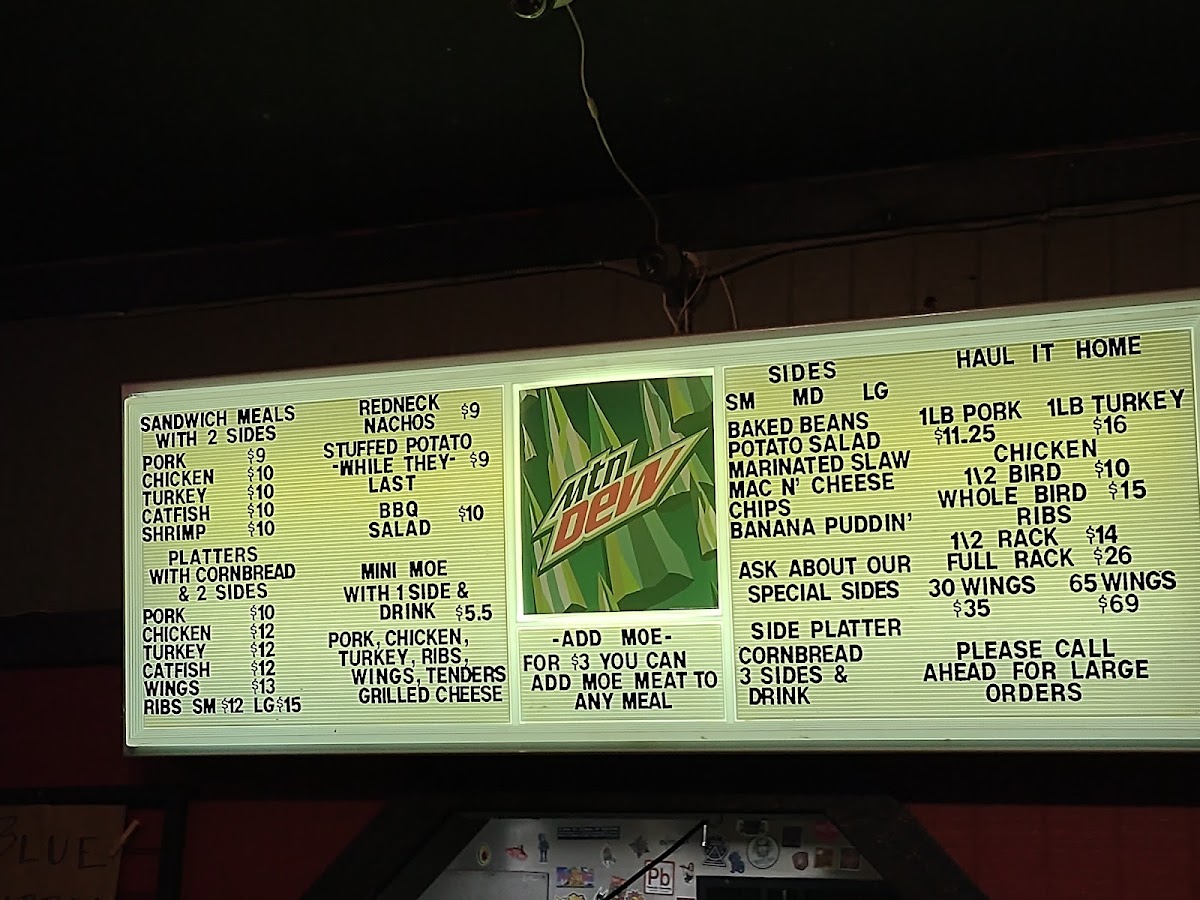 SANDWICH MEALS
WITH 2 SIDES
PORK $9
CHICKEN $10
TURKEY $10
CATFISH $10
SHRIMP $10
PLATTERS
WITH CORNBREAD
& 2 SIDES
PORK $10
CHICKEN $12
TURKEY $12
CATFISH $12
WINGS $13
RIBS SM $12 LG $15
REDNECK
NACHOS $9
STUFFED POTATO
-WHILE THEY- $9
LAST
BBQ
SALAD $10
MINI MOE
WITH 1 SIDE &
DRINK $5.5
PORK, CHICKEN,
TURKEY, RIBS,
WINGS, TENDERS
GRILLED CHEESE
mtn
DEW
-ADD MOE-
FOR $3 YOU CAN
ADD MOE MEAT TO
ANY MEAL
SIDES
SM MD LG
BAKED BEANS
POTATO SALAD
MARINATED SLAW
MAC N' CHEESE
CHIPS
BANANA PUDDIN'
ASK ABOUT OUR
SPECIAL SIDES
SIDE PLATTER
CORNBREAD
3 SIDES &
DRINK
HAUL IT HOME
1LB PORK 1LB TURKEY
$11.25 $16
CHICKEN
1\2 BIRD $10
WHOLE BIRD $15
RIBS
1\2 RACK $14
FULL RACK $26
30 WINGS 65 WINGS
$35 $69
PLEASE CALL
AHEAD FOR LARGE
ORDERS
BLUE
Pb